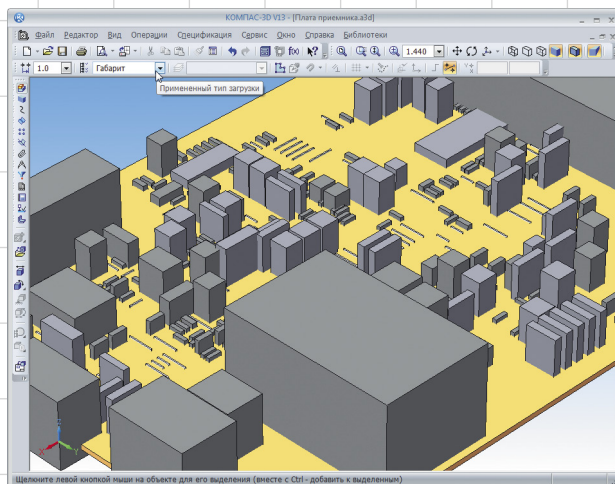 КОМПАС-3D V13 - [Плата приемника.a3d]
Файл Редактор Вид Операции Спецификация Сервис Окно Справка
1.440
1.0 Габарит
Примененный тип загрузки
Щелкните левой кнопкой мыши на объекте для его выделения (вместе с Ctrl - добавить к выделенным)